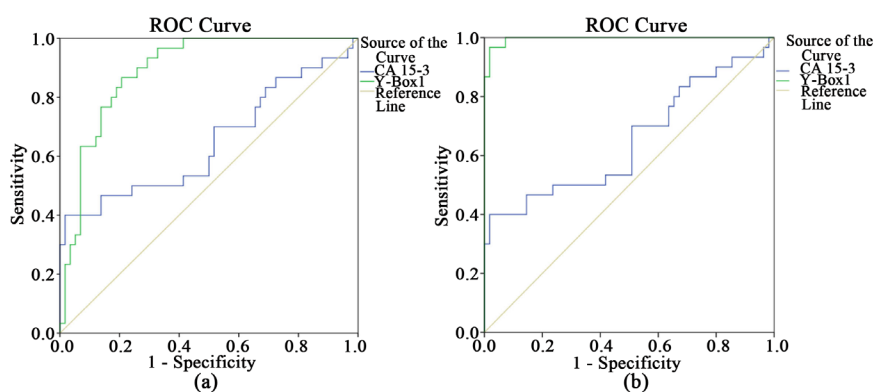 ROC Curve
Source of the
Curve
CA 15-3
Y-Box1
Reference
Line
1.0
0.8
0.6
0.4
0.2
0.0
Sensitivity
0.0 0.2 0.4 0.6 0.8 1.0
1 - Specificity
(a)
ROC Curve
Source of the
Curve
CA 15-3
Y-Box1
Reference
Line
1.0
0.8
0.6
0.4
0.2
0.0
Sensitivity
0.0 0.2 0.4 0.6 0.8 1.0
1 - Specificity
(b)